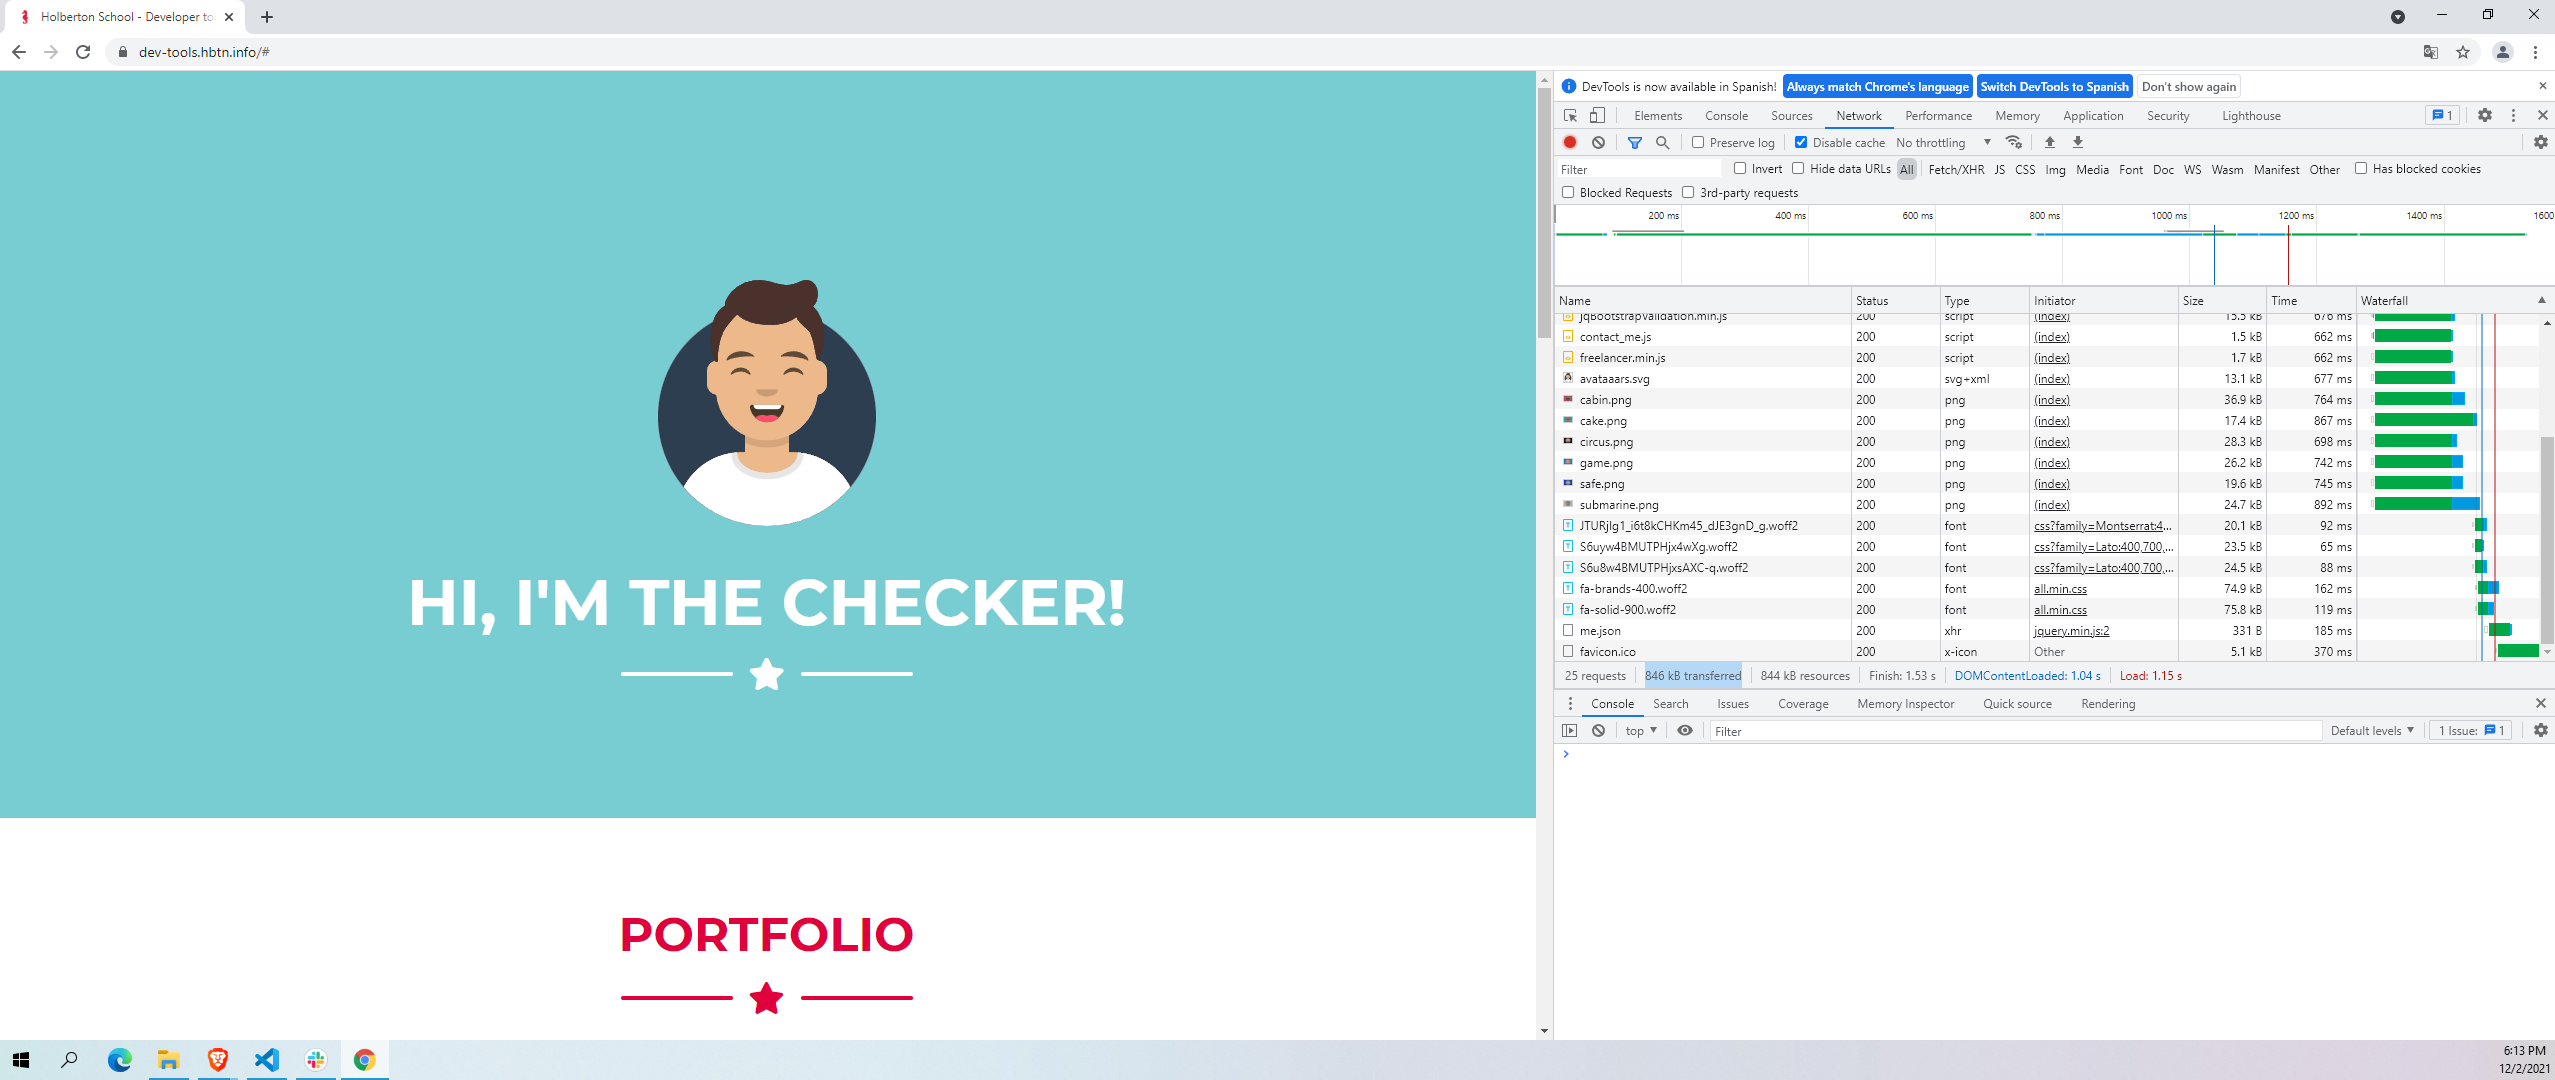 Holberton School - Developer to
dev-tools.hbtn.info/#
HI, I'M THE CHECKER!
PORTFOLIO
DevTools is now available in Spanish! Always match Chrome's language Switch DevTools to Spanish Don't show again
Elements Console Sources Network Performance Memory Application Security Lighthouse 1
Preserve log Disable cache No throttling
Filter Invert Hide data URLs All Fetch/XHR JS CSS Img Media Font Doc WS Wasm Manifest Other Has blocked cookies
Blocked Requests 3rd-party requests
200 ms 400 ms 600 ms 800 ms 1000 ms 1200 ms 1400 ms 1600
Name Status Type Initiator Size Time Waterfall
jqBootstrapValidation.min.js 200 script (index) 15.5 kB 676 ms
contact_me.js 200 script (index) 1.5 kB 662 ms
freelancer.min.js 200 script (index) 1.7 kB 662 ms
avataaars.svg 200 svg+xml (index) 13.1 kB 677 ms
cabin.png 200 png (index) 36.9 kB 764 ms
cake.png 200 png (index) 17.4 kB 867 ms
circus.png 200 png (index) 28.3 kB 698 ms
game.png 200 png (index) 26.2 kB 742 ms
safe.png 200 png (index) 19.6 kB 745 ms
submarine.png 200 png (index) 24.7 kB 892 ms
JTURjIg1_i6t8kCHKm45_dJE3gnD_g.woff2 200 font css?family=Montserrat:4... 20.1 kB 92 ms
S6uyw4BMUTPHjx4wXg.woff2 200 font css?family=Lato:400,700,... 23.5 kB 65 ms
S6u8w4BMUTPHjxsAXC-q.woff2 200 font css?family=Lato:400,700,... 24.5 kB 88 ms
fa-brands-400.woff2 200 font all.min.css 74.9 kB 162 ms
fa-solid-900.woff2 200 font all.min.css 75.8 kB 119 ms
me.json 200 xhr jquery.min.js:2 331 B 185 ms
favicon.ico 200 x-icon Other 5.1 kB 370 ms
25 requests 846 kB transferred 844 kB resources Finish: 1.53 s DOMContentLoaded: 1.04 s Load: 1.15 s
Console Search Issues Coverage Memory Inspector Quick source Rendering
top Filter Default levels 1 Issue: 1
6:13 PM
12/2/2021